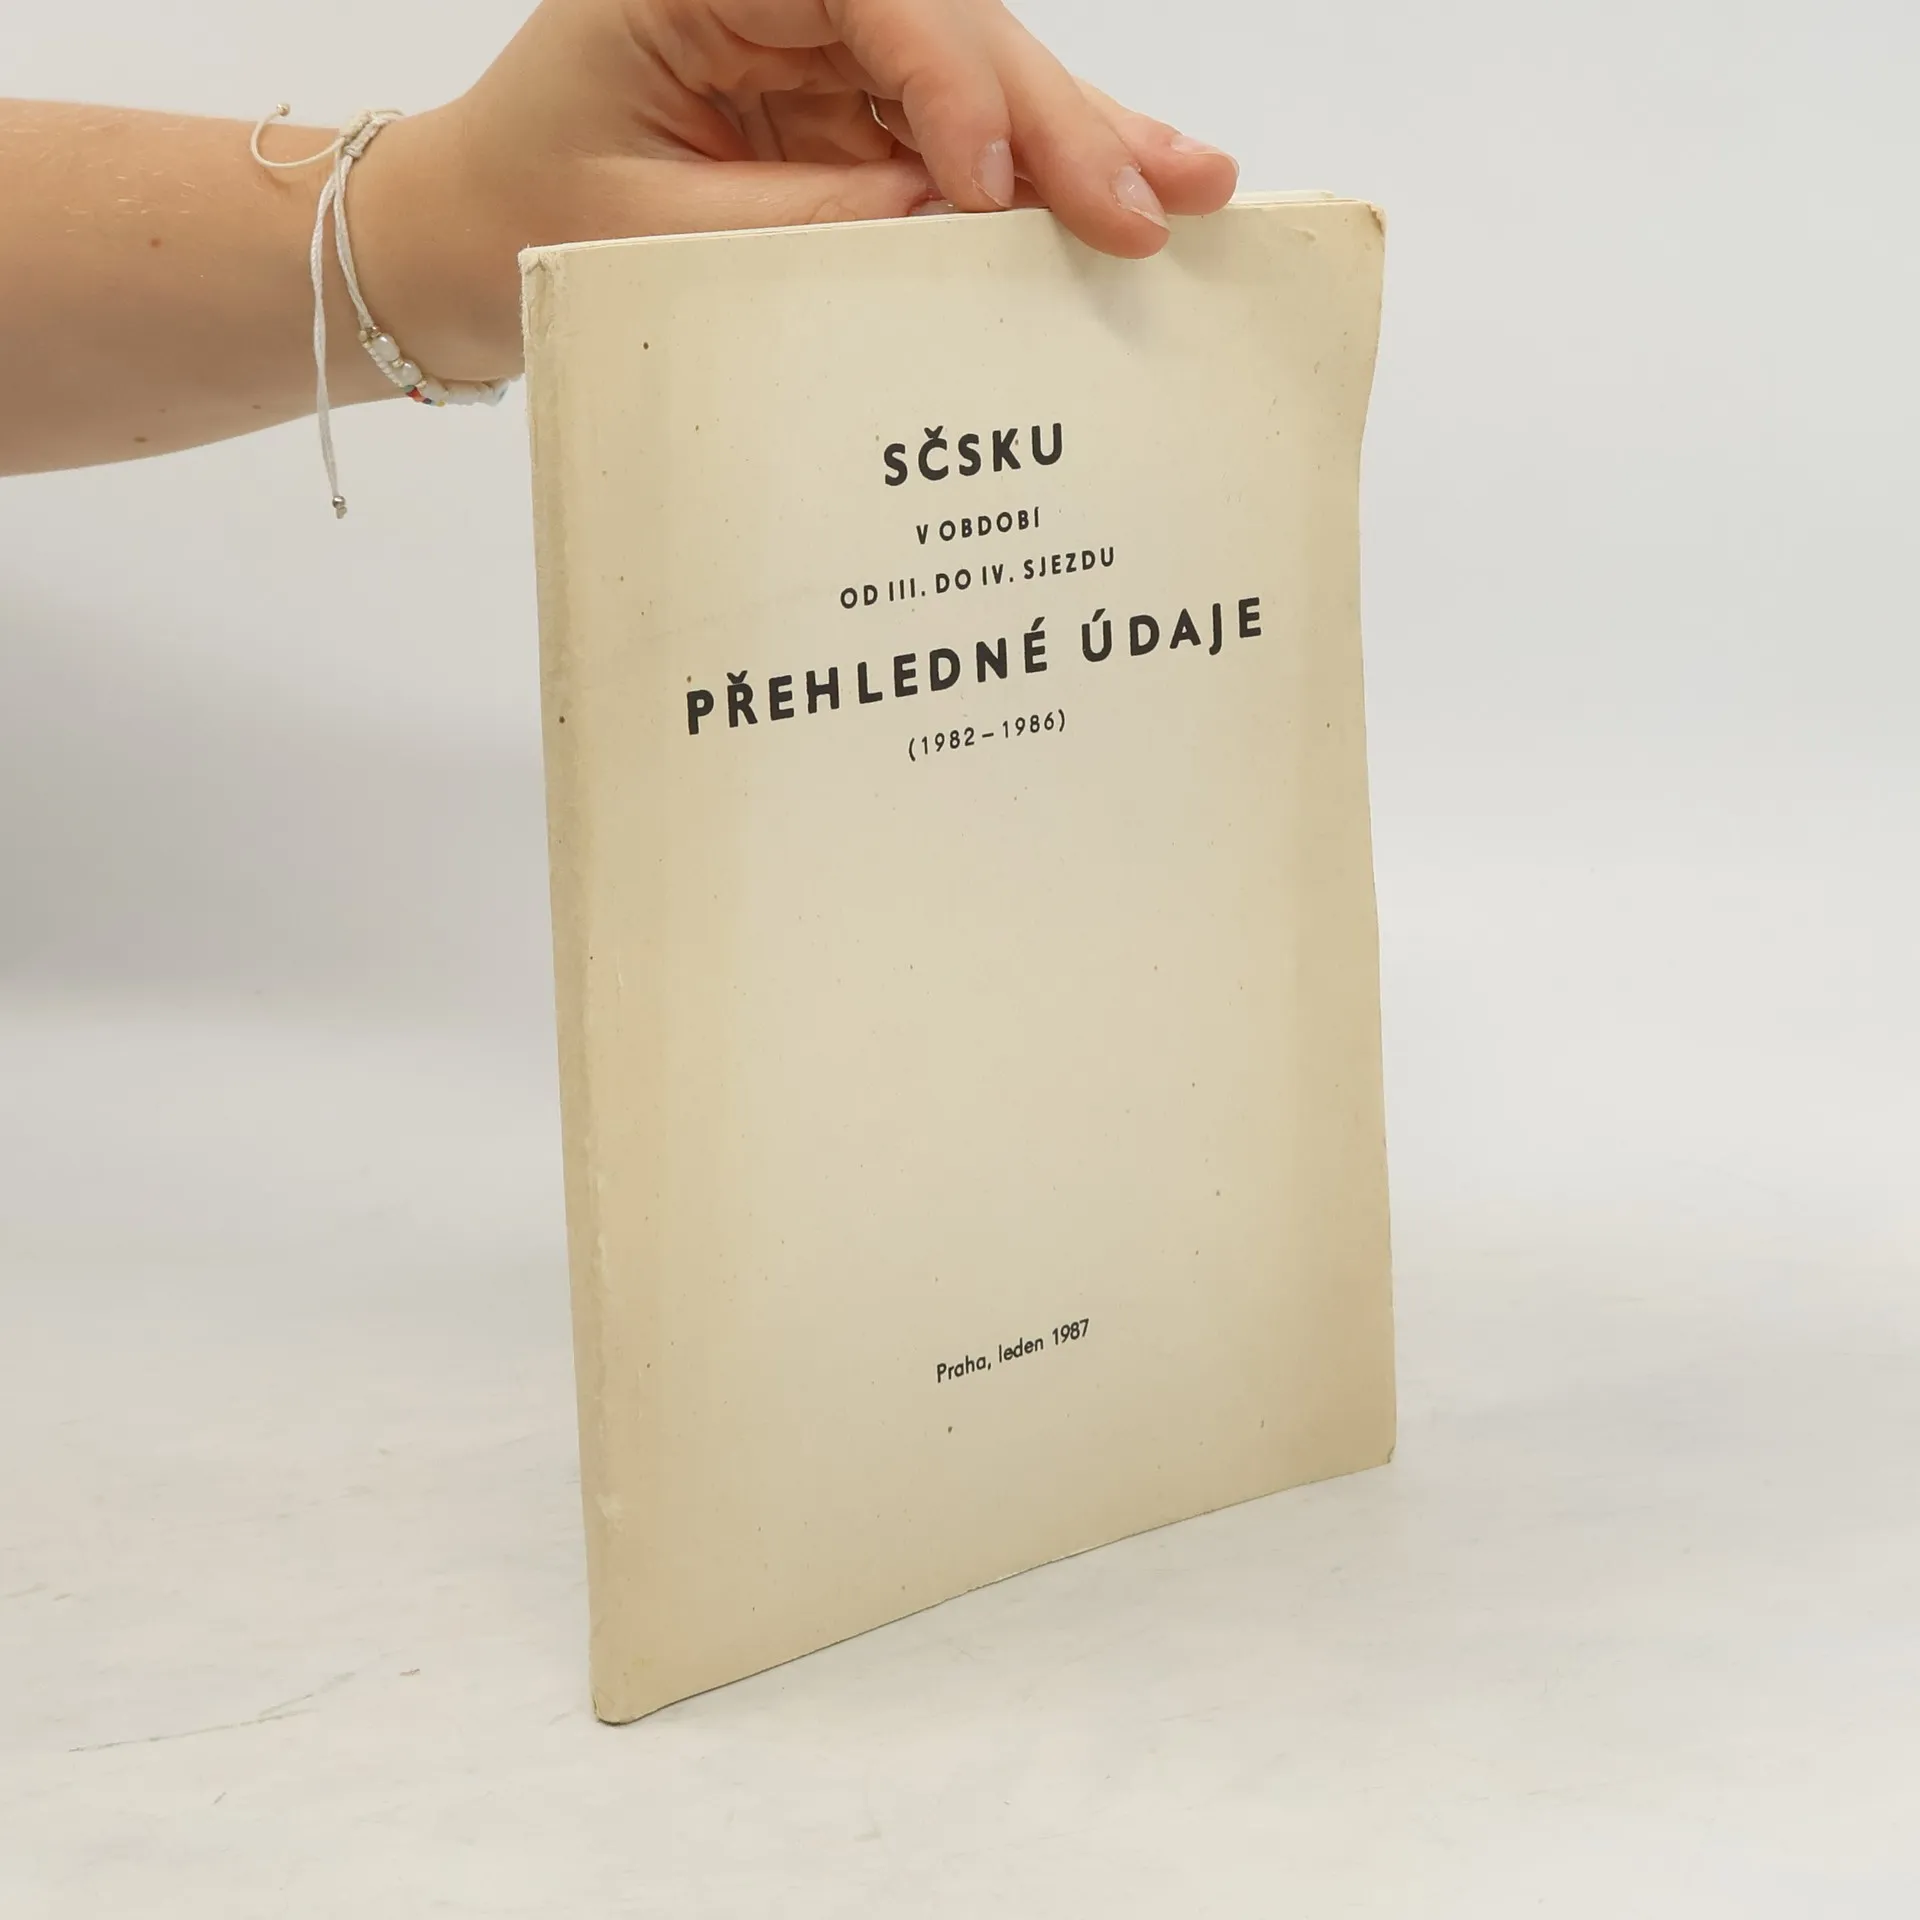 SČSKU
V OBDOBÍ
OD III. DO IV. SJEZDU
PŘEHLEDNÉ ÚDAJE
(1982–1986)
Praha, leden 1987